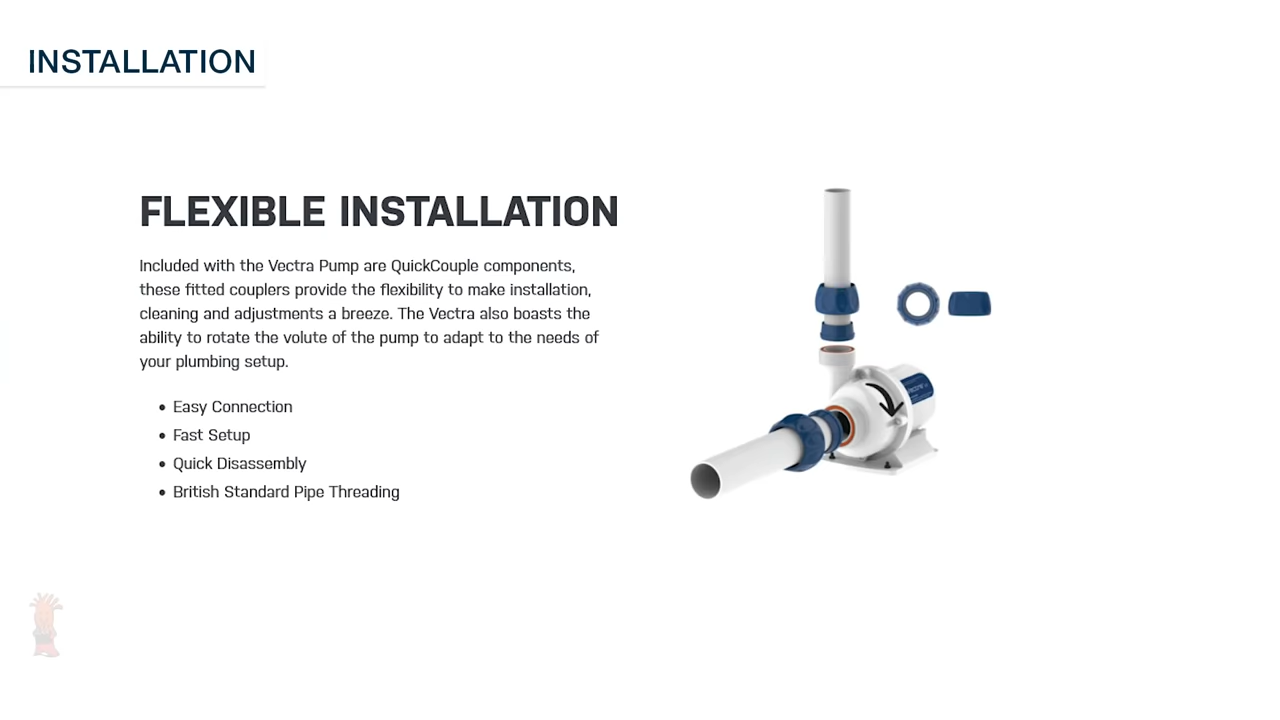 INSTALLATION
FLEXIBLE INSTALLATION
Included with the Vectra Pump are QuickCouple components,
these fitted couplers provide the flexibility to make installation,
cleaning and adjustments a breeze. The Vectra also boasts the
ability to rotate the volute of the pump to adapt to the needs of
your plumbing setup.
• Easy Connection
• Fast Setup
• Quick Disassembly
• British Standard Pipe Threading